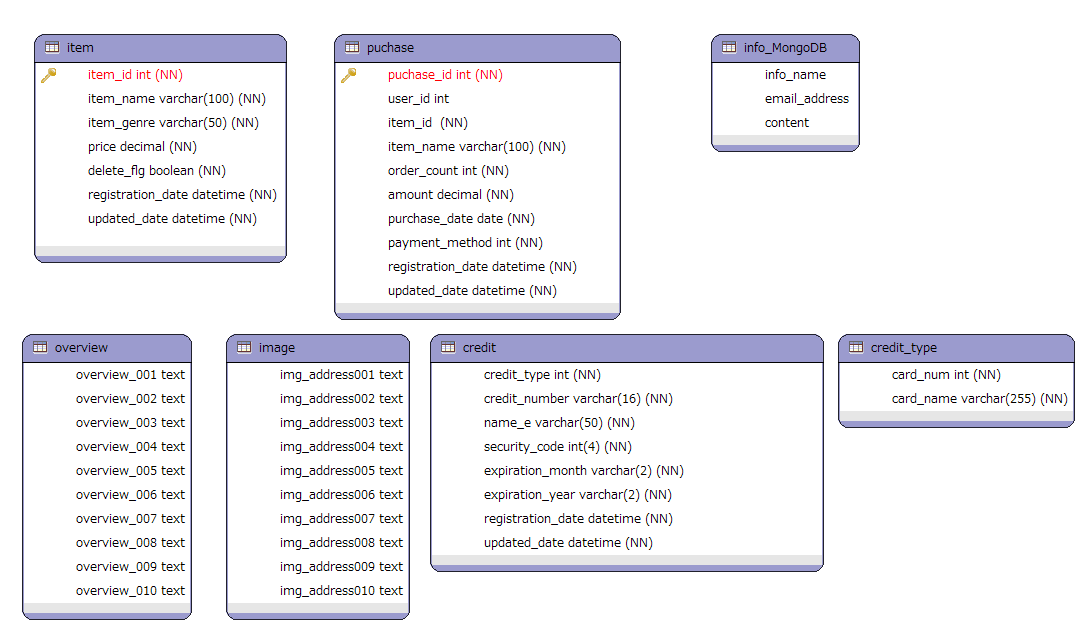 item
item_id int (NN)
item_name varchar(100) (NN)
item_genre varchar(50) (NN)
price decimal (NN)
delete_flg boolean (NN)
registration_date datetime (NN)
updated_date datetime (NN)
puchase
puchase_id int (NN)
user_id int
item_id  (NN)
item_name varchar(100) (NN)
order_count int (NN)
amount decimal (NN)
purchase_date date (NN)
payment_method int (NN)
registration_date datetime (NN)
updated_date datetime (NN)
info_MongoDB
info_name
email_address
content
overview
overview_001 text
overview_002 text
overview_003 text
overview_004 text
overview_005 text
overview_006 text
overview_007 text
overview_008 text
overview_009 text
overview_010 text
image
img_address001 text
img_address002 text
img_address003 text
img_address004 text
img_address005 text
img_address006 text
img_address007 text
img_address008 text
img_address009 text
img_address010 text
credit
credit_type int (NN)
credit_number varchar(16) (NN)
name_e varchar(50) (NN)
security_code int(4) (NN)
expiration_month varchar(2) (NN)
expiration_year varchar(2) (NN)
registration_date datetime (NN)
updated_date datetime (NN)
credit_type
card_num int (NN)
card_name varchar(255) (NN)